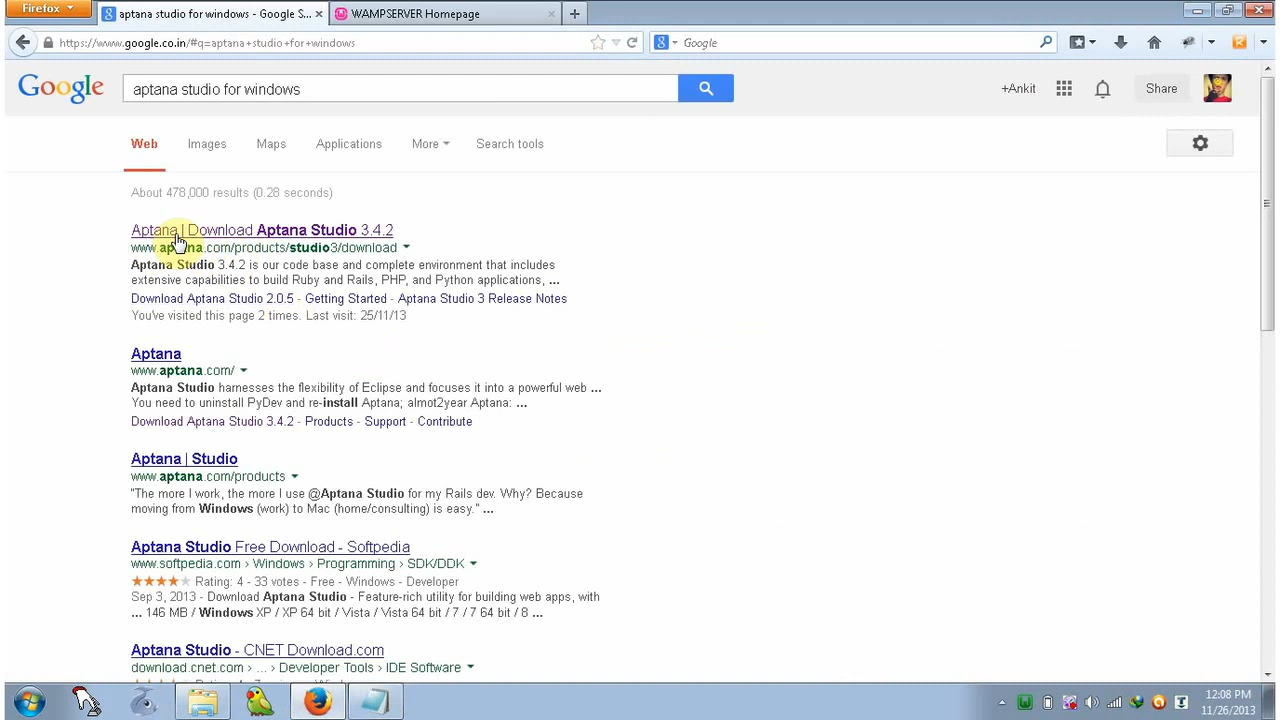 Firefox
aptana studio for windows - Google S...
WAMPSERVER Homepage
https://www.google.co.in/#q=aptana+studio+for+windows
Google
Google
aptana studio for windows
+Ankit
Share
Web
Images
Maps
Applications
More
Search tools
About 478,000 results (0.28 seconds)
Aptana | Download Aptana Studio 3.4.2
www.aptana.com/products/studio3/download
Aptana Studio 3.4.2 is our code base and complete environment that includes
extensive capabilities to build Ruby and Rails, PHP, and Python applications, ...
Download Aptana Studio 2.0.5 - Getting Started - Aptana Studio 3 Release Notes
You've visited this page 2 times. Last visit: 25/11/13
Aptana
www.aptana.com/
Aptana Studio harnesses the flexibility of Eclipse and focuses it into a powerful web ...
You need to uninstall PyDev and re-install Aptana; almot2year Aptana: ...
Download Aptana Studio 3.4.2 - Products - Support - Contribute
Aptana | Studio
www.aptana.com/products
"The more I work, the more I use @Aptana Studio for my Rails dev. Why? Because
moving from Windows (work) to Mac (home/consulting) is easy." ...
Aptana Studio Free Download - Softpedia
www.softpedia.com › Windows › Programming › SDK/DDK
Rating: 4 - 33 votes - Free - Windows - Developer
Sep 3, 2013 - Download Aptana Studio - Feature-rich utility for building web apps, with
... 146 MB / Windows XP / XP 64 bit / Vista / Vista 64 bit / 7 / 7 64 bit / 8 ...
Aptana Studio - CNET Download.com
download.cnet.com › ... › Developer Tools › IDE Software
12:08 PM
11/26/2013